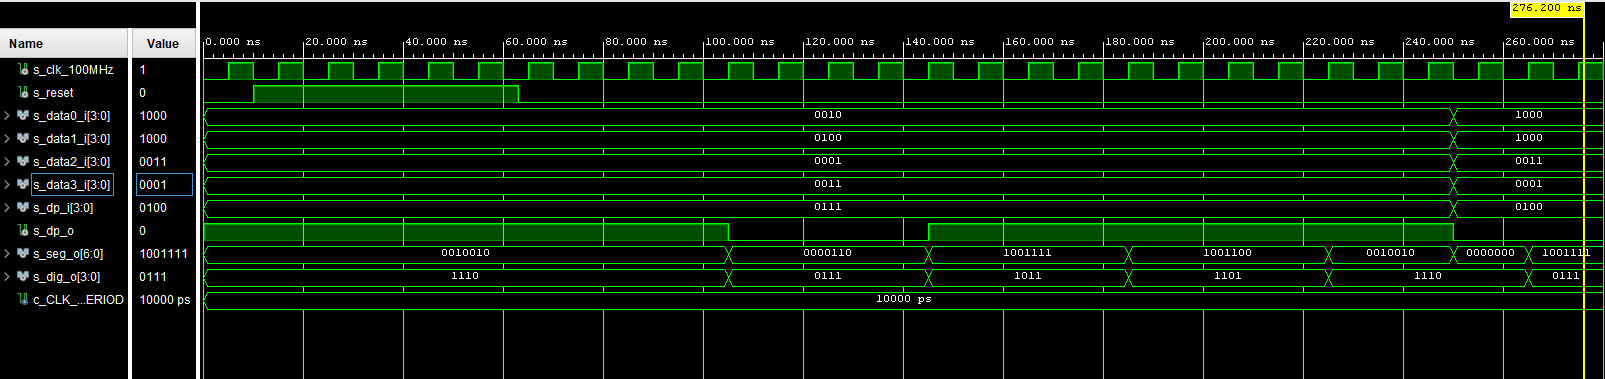 276.200 ns
Name Value 0.000 ns 20.000 ns 40.000 ns 60.000 ns 80.000 ns 100.000 ns 120.000 ns 140.000 ns 160.000 ns 180.000 ns 200.000 ns 220.000 ns 240.000 ns 260.000 ns
s_clk_100MHz 1
s_reset 0
s_data0_i[3:0] 1000 0010 1000
s_data1_i[3:0] 1000 0100 1000
s_data2_i[3:0] 0011 0001 0011
s_data3_i[3:0] 0001 0011 0001
s_dp_i[3:0] 0100 0111 0100
s_dp_o 0
s_seg_o[6:0] 1001111 0010010 0000110 1001111 1001100 0010010 0000000 1001111
s_dig_o[3:0] 0111 1110 0111 1011 1101 1110 0111
c_CLK_...ERIOD 10000 ps 10000 ps